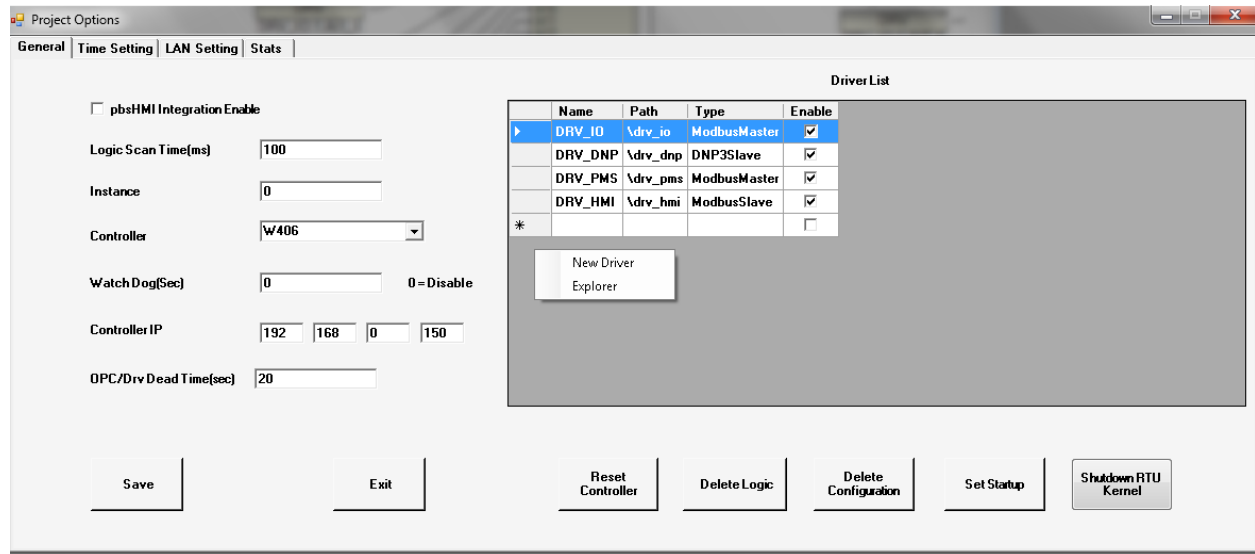 Project Options
General Time Setting LAN Setting Stats
Driver List
pbsHMI Integration Enable
Logic Scan Time(ms) 100
Instance 0
Controller W406
Watch Dog(Sec) 0 0=Disable
Controller IP 192 168 0 150
OPC/Drv Dead Time(sec) 20
Name Path Type Enable
DRV_IO \drv_io ModbusMaster
DRV_DNP \drv_dnp DNP3Slave
DRV_PMS \drv_pms ModbusMaster
DRV_HMI \drv_hmi ModbusSlave
New Driver
Explorer
Save Exit Reset Controller Delete Logic Delete Configuration Set Startup Shutdown RTU Kernel